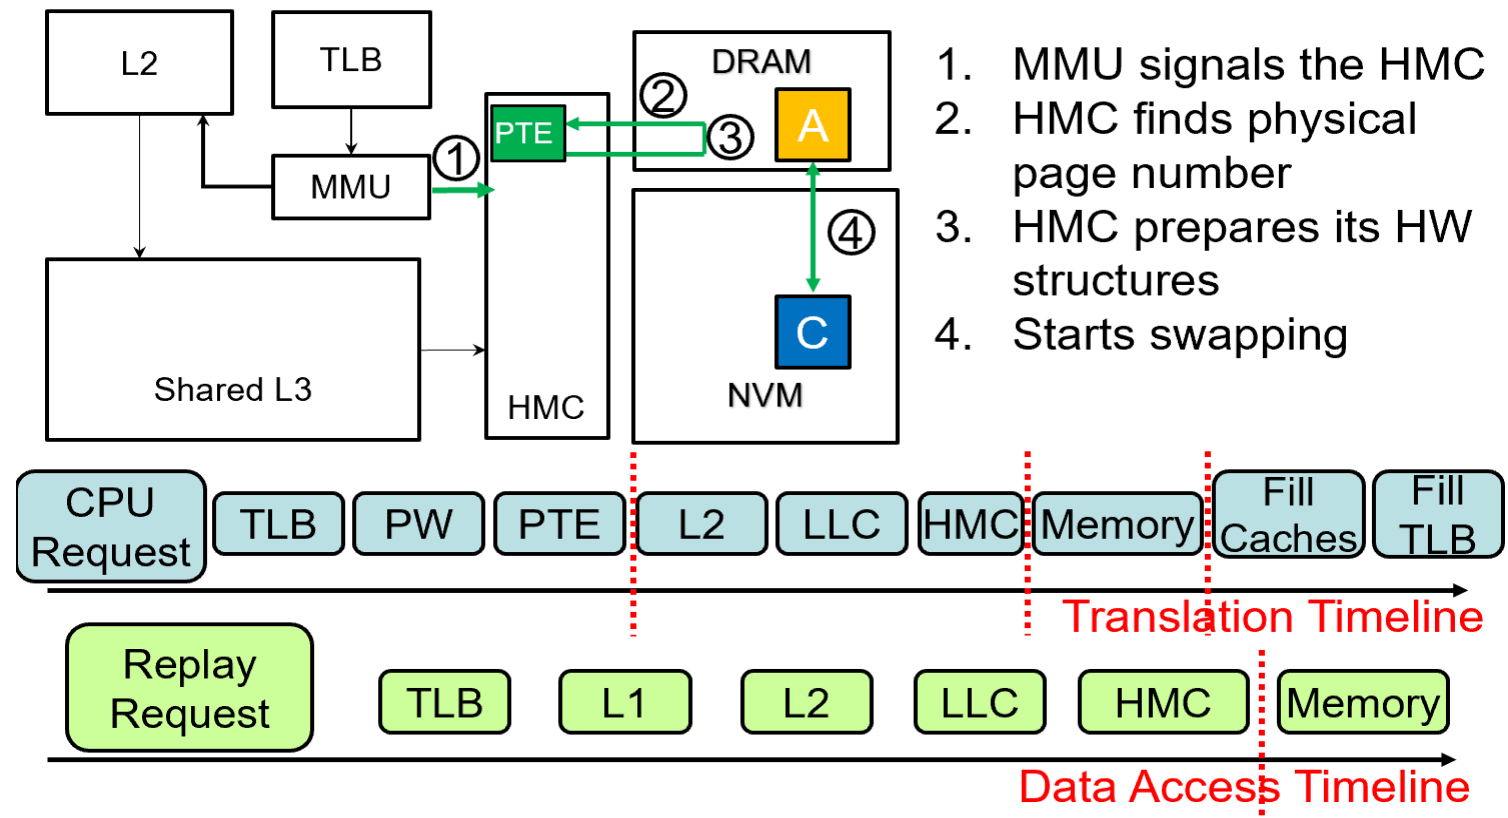 L2
TLB
MMU
Shared L3
HMC
PTE
DRAM
A
C
NVM
①
②
③
④
1. MMU signals the HMC
2. HMC finds physical
page number
3. HMC prepares its HW
structures
4. Starts swapping
CPU
Request
TLB
PW
PTE
L2
LLC
HMC
Memory
Fill
Caches
Fill
TLB
Translation Timeline
Replay
Request
TLB
L1
L2
LLC
HMC
Memory
Data Access Timeline